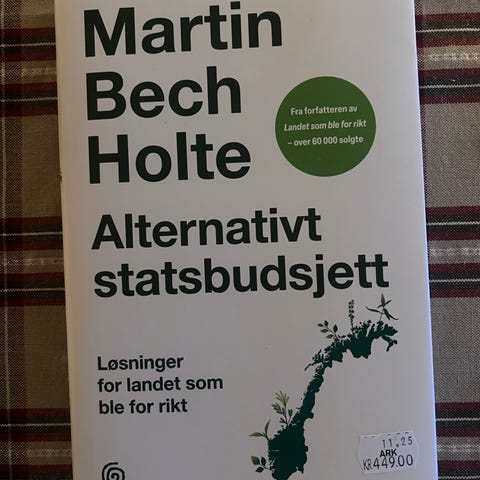 Martin
Bech
Holte
Fra forfatteren av
Landet som ble for rikt
– over 60 000 solgte
Alternativt
statsbudsjett
Løsninger
for landet som
ble for rikt
11,25
ARK
KR449.00